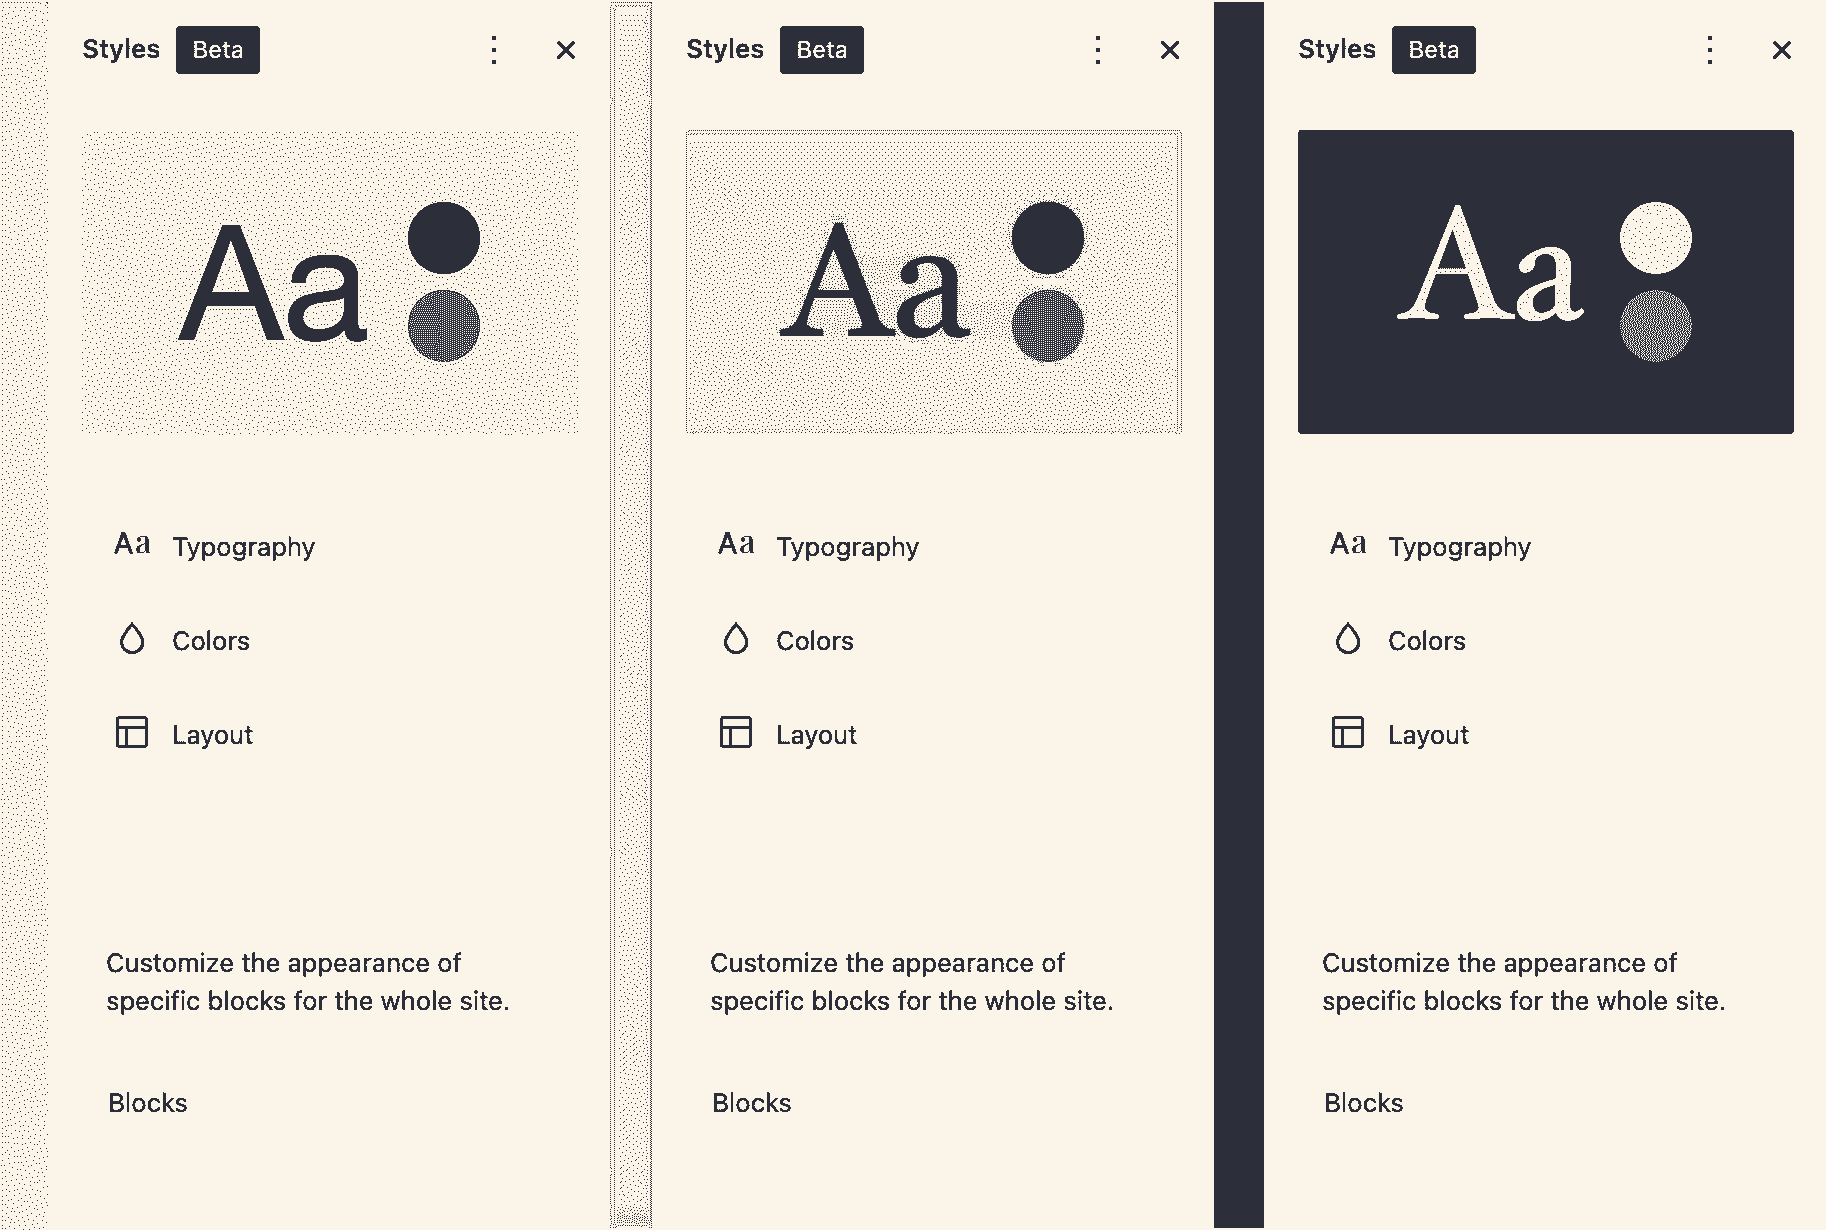 Styles Beta
Aa
Aa Typography
Colors
Layout
Customize the appearance of
specific blocks for the whole site.
Blocks
Styles Beta
Aa
Aa Typography
Colors
Layout
Customize the appearance of
specific blocks for the whole site.
Blocks
Styles Beta
Aa
Aa Typography
Colors
Layout
Customize the appearance of
specific blocks for the whole site.
Blocks